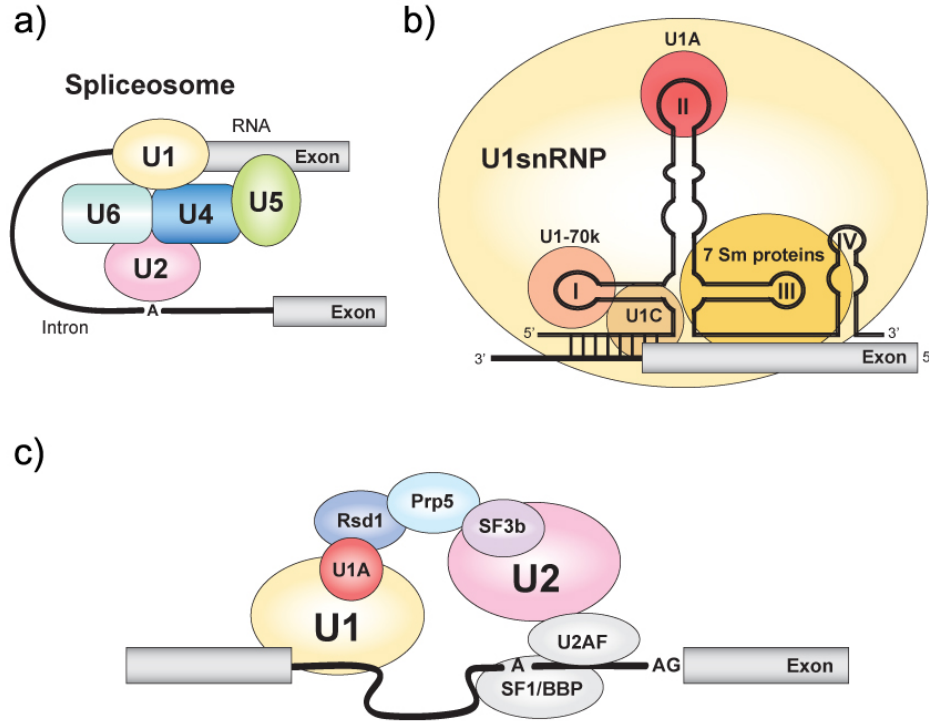 a)
Spliceosome
RNA
U1
Exon
U6
U4
U5
U2
A
Intron
Exon
b)
U1A
II
U1snRNP
U1-70k
7 Sm proteins
IV
I
III
U1C
5'
3'
3'
Exon
5'
c)
Prp5
Rsd1
SF3b
U1A
U2
U1
U2AF
A
AG
Exon
SF1/BBP